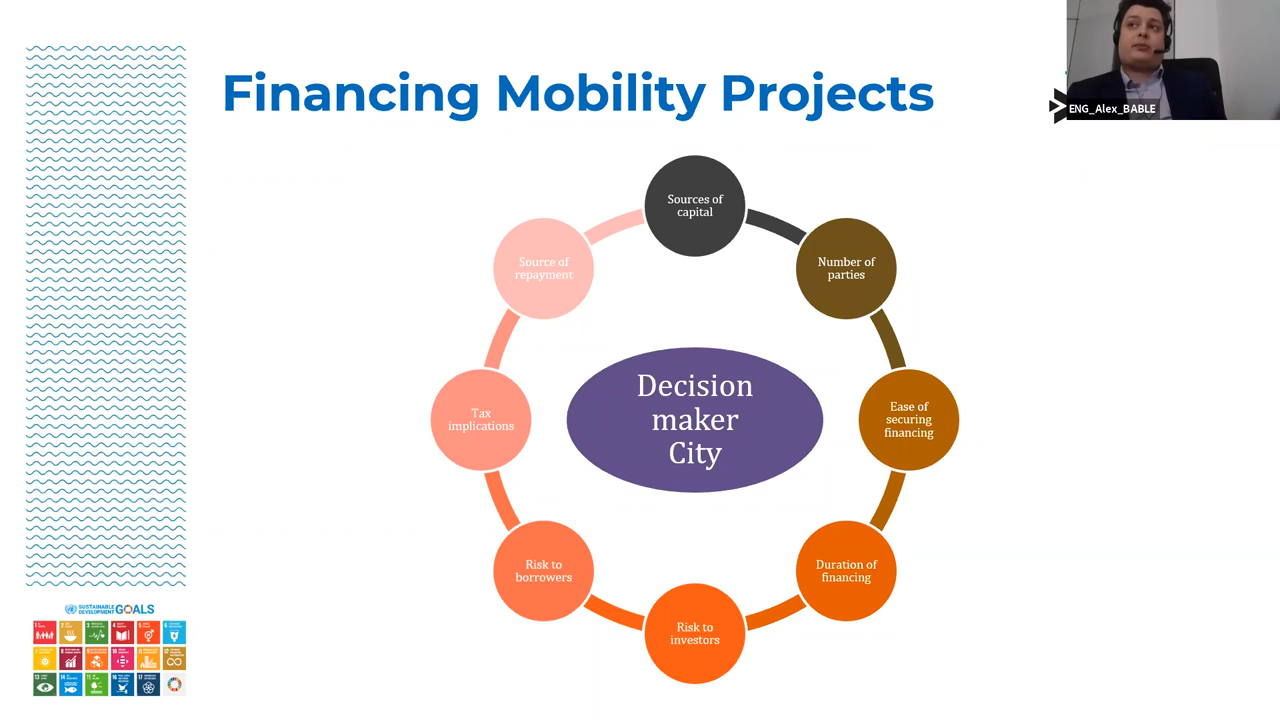 Financing Mobility Projects
ENG_Alex_BABLE
Sources of
capital
Number of
parties
Ease of
securing
financing
Duration of
financing
Risk to
investors
Risk to
borrowers
Tax
implications
Source of
repayment
Decision
maker
City
SUSTAINABLE
DEVELOPMENT
GOALS